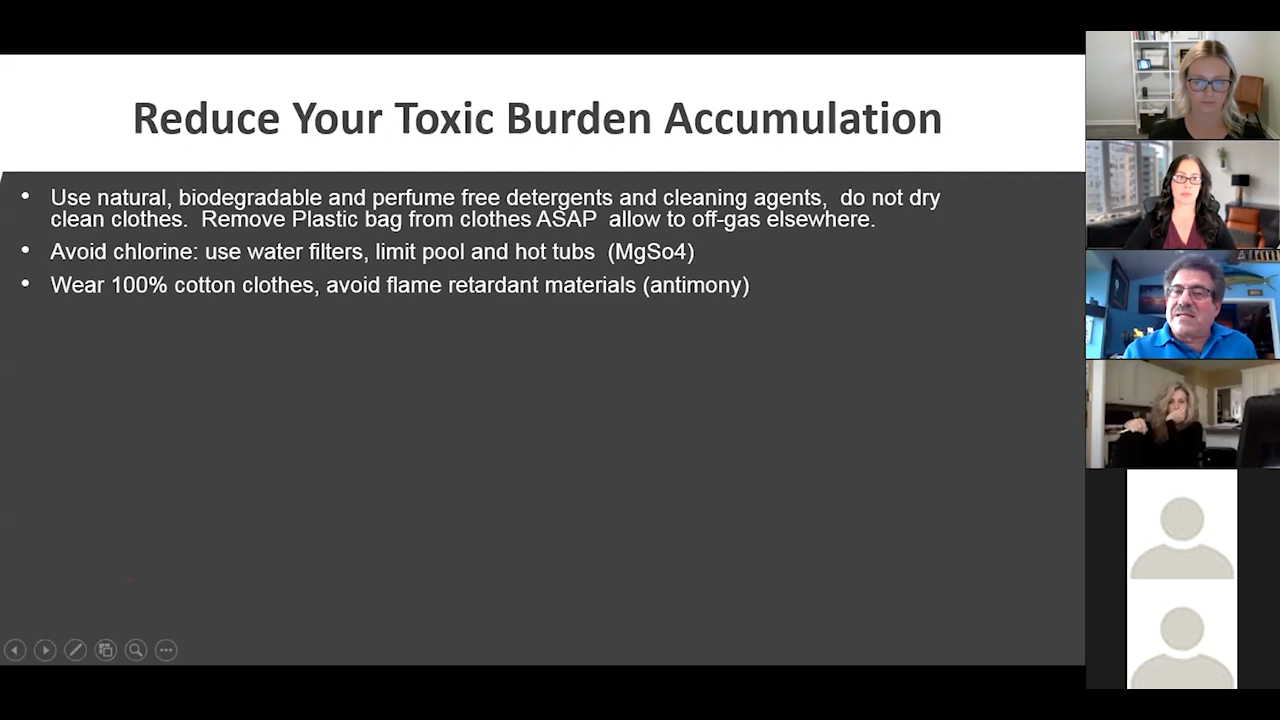 Reduce Your Toxic Burden Accumulation
• Use natural, biodegradable and perfume free detergents and cleaning agents,  do not dry
clean clothes.  Remove Plastic bag from clothes ASAP  allow to off-gas elsewhere.
• Avoid chlorine: use water filters, limit pool and hot tubs  (MgSo4)
• Wear 100% cotton clothes, avoid flame retardant materials (antimony)